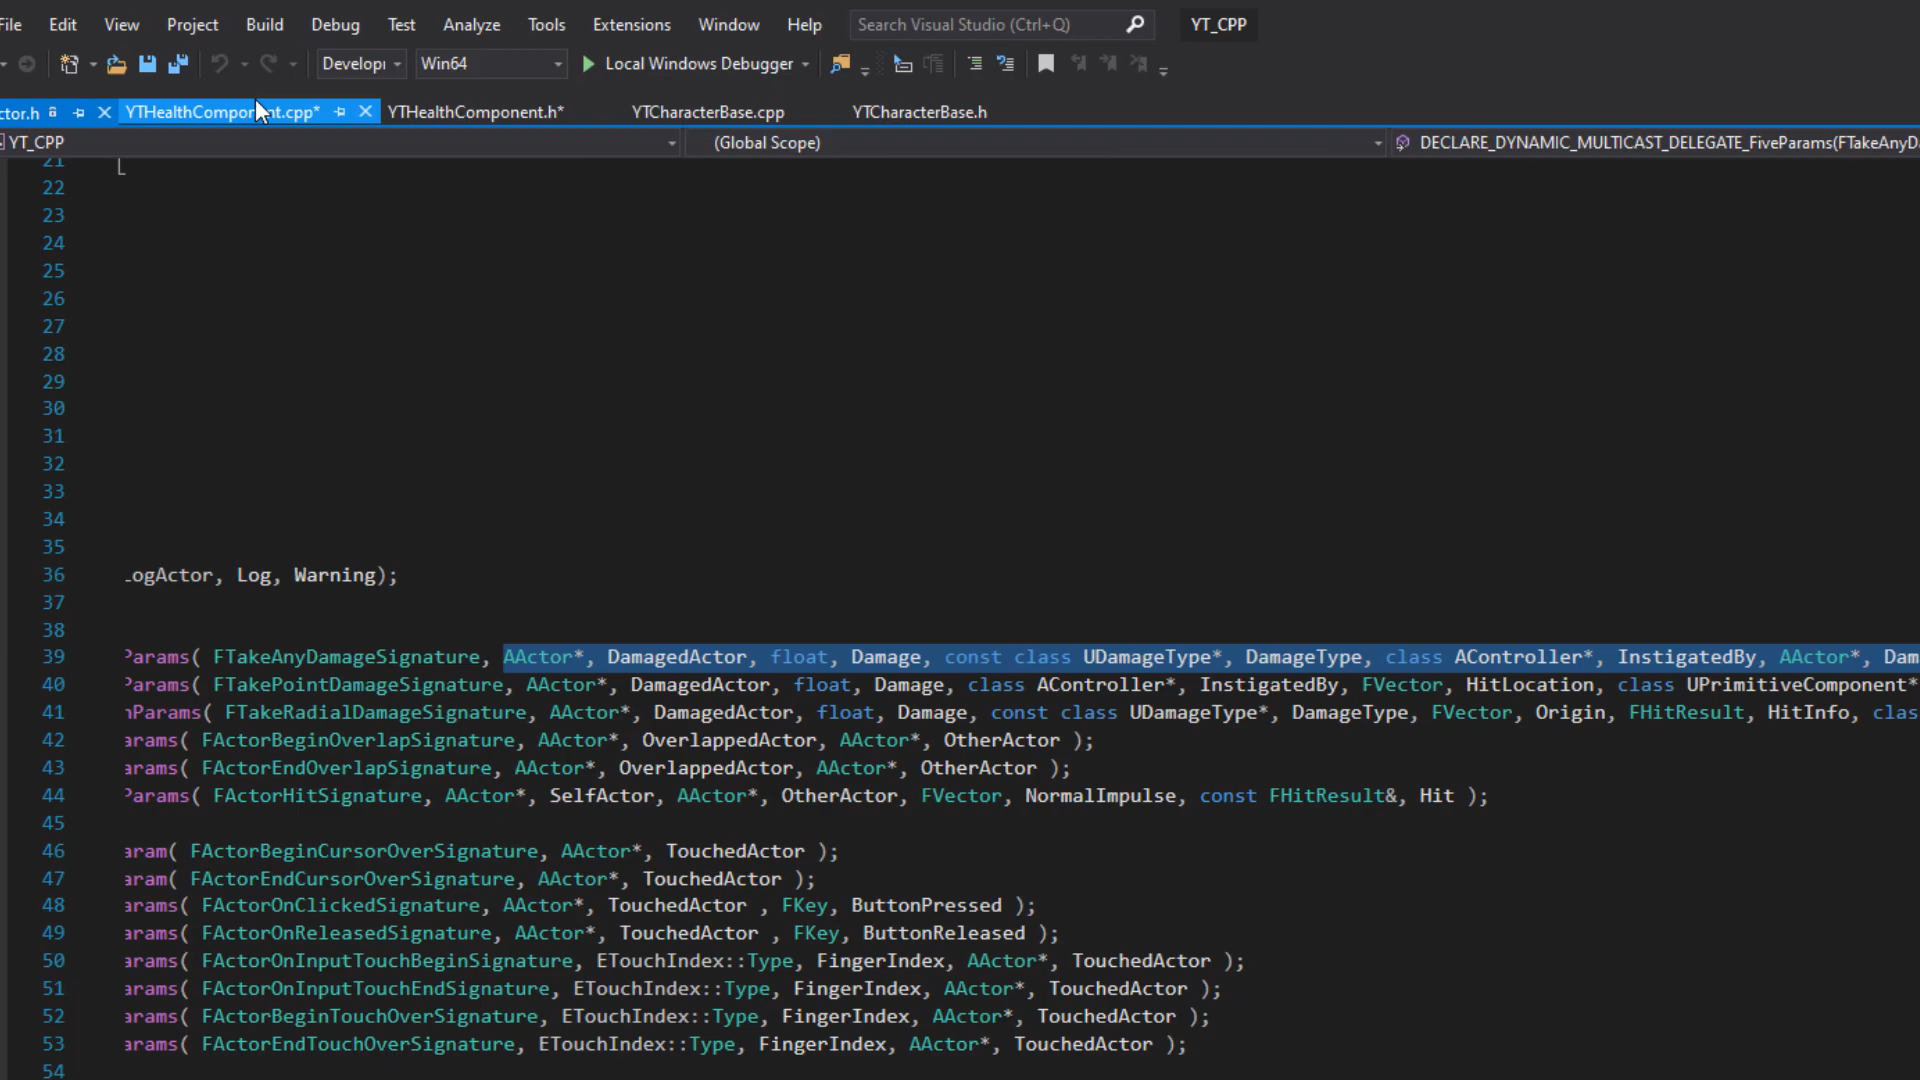 File Edit View Project Build Debug Test Analyze Tools Extensions Window Help Search Visual Studio (Ctrl+Q) YT_CPP
Win64 Local Windows Debugger
YTHealthComponent.h* YTCharacterBase.cpp YTCharacterBase.h
YT_CPP (Global Scope) DECLARE_DYNAMIC_MULTICAST_DELEGATE_FiveParams(FTakeAnyD
21
22
23
24
25
26
27
28
29
30
31
32
33
34
35
36 LogActor, Log, Warning);
37
38
39 Params( FTakeAnyDamageSignature, AActor*, DamagedActor, float, Damage, const class UDamageType*, DamageType, class AController*, InstigatedBy, AActor*, Dam
40 Params( FTakePointDamageSignature, AActor*, DamagedActor, float, Damage, class AController*, InstigatedBy, FVector, HitLocation, class UPrimitiveComponent*
41 nParams( FTakeRadialDamageSignature, AActor*, DamagedActor, float, Damage, const class UDamageType*, DamageType, FVector, Origin, FHitResult, HitInfo, clas
42 arams( FActorBeginOverlapSignature, AActor*, OverlappedActor, AActor*, OtherActor );
43 arams( FActorEndOverlapSignature, AActor*, OverlappedActor, AActor*, OtherActor );
44 Params( FActorHitSignature, AActor*, SelfActor, AActor*, OtherActor, FVector, NormalImpulse, const FHitResult&, Hit );
45
46 aram( FActorBeginCursorOverSignature, AActor*, TouchedActor );
47 aram( FActorEndCursorOverSignature, AActor*, TouchedActor );
48 arams( FActorOnClickedSignature, AActor*, TouchedActor , FKey, ButtonPressed );
49 arams( FActorOnReleasedSignature, AActor*, TouchedActor , FKey, ButtonReleased );
50 arams( FActorOnInputTouchBeginSignature, ETouchIndex::Type, FingerIndex, AActor*, TouchedActor );
51 arams( FActorOnInputTouchEndSignature, ETouchIndex::Type, FingerIndex, AActor*, TouchedActor );
52 arams( FActorBeginTouchOverSignature, ETouchIndex::Type, FingerIndex, AActor*, TouchedActor );
53 arams( FActorEndTouchOverSignature, ETouchIndex::Type, FingerIndex, AActor*, TouchedActor );
54